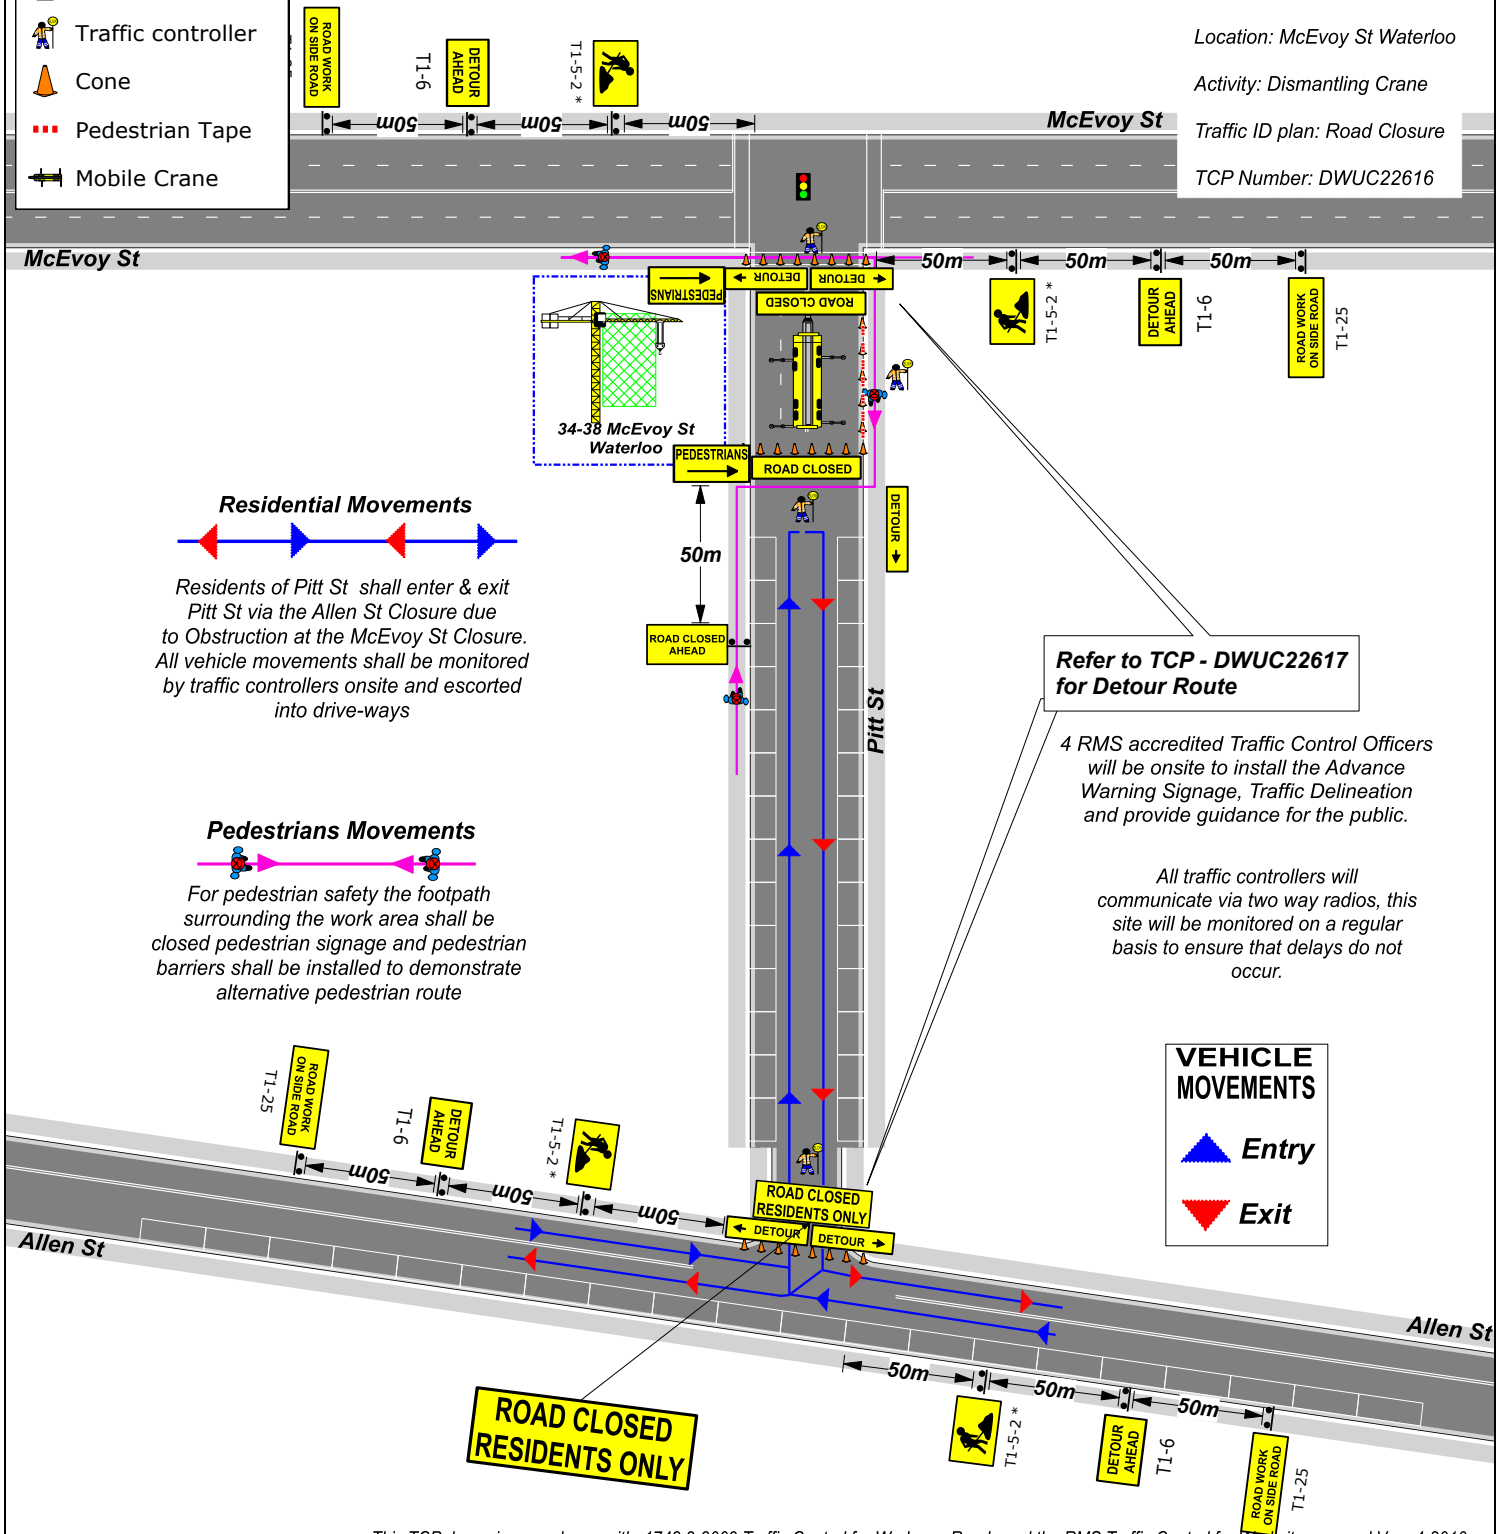 Traffic controller
Cone
Pedestrian Tape
Mobile Crane
ROAD WORK
ON SIDE ROAD
T1-6
DETOUR
AHEAD
T1-5-2 *
50m
50m
50m
McEvoy St
Location: McEvoy St Waterloo
Activity: Dismantling Crane
Traffic ID plan: Road Closure
TCP Number: DWUC22616
McEvoy St
PEDESTRIANS
DETOUR
DETOUR
ROAD CLOSED
50m
50m
50m
T1-5-2 *
DETOUR
AHEAD
T1-6
ROAD WORK
ON SIDE ROAD
T1-25
34-38 McEvoy St
Waterloo
PEDESTRIANS
ROAD CLOSED
DETOUR
50m
ROAD CLOSED
AHEAD
Residential Movements
Residents of Pitt St shall enter & exit
Pitt St via the Allen St Closure due
to Obstruction at the McEvoy St Closure.
All vehicle movements shall be monitored
by traffic controllers onsite and escorted
into drive-ways
Pitt St
Refer to TCP - DWUC22617
for Detour Route
4 RMS accredited Traffic Control Officers
will be onsite to install the Advance
Warning Signage, Traffic Delineation
and provide guidance for the public.
All traffic controllers will
communicate via two way radios, this
site will be monitored on a regular
basis to ensure that delays do not
occur.
Pedestrians Movements
For pedestrian safety the footpath
surrounding the work area shall be
closed pedestrian signage and pedestrian
barriers shall be installed to demonstrate
alternative pedestrian route
VEHICLE
MOVEMENTS
Entry
Exit
T1-25
ROAD WORK
ON SIDE ROAD
T1-6
DETOUR
AHEAD
T1-5-2 *
50m
50m
50m
ROAD CLOSED
RESIDENTS ONLY
DETOUR
DETOUR
Allen St
Allen St
50m
50m
50m
T1-5-2 *
DETOUR
AHEAD
T1-6
ROAD WORK
ON SIDE ROAD
T1-25
ROAD CLOSED
RESIDENTS ONLY